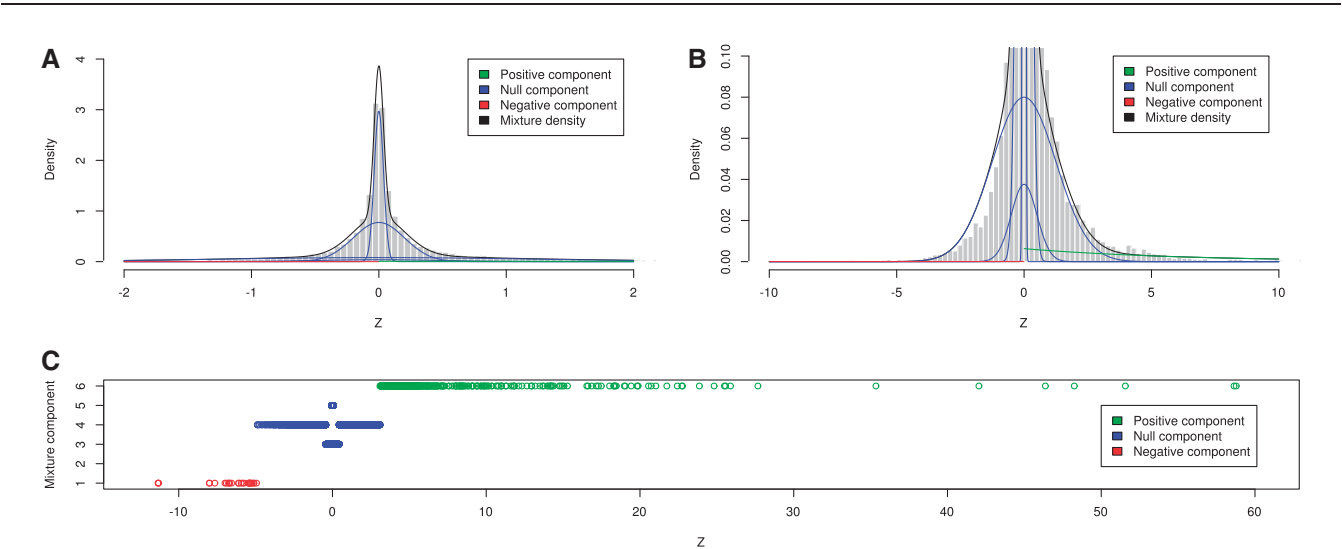 A
Density
4
3
2
1
0
-2 -1 0 1 2
Z
Positive component
Null component
Negative component
Mixture density
B
Density
0.10
0.08
0.06
0.04
0.02
0.00
-10 -5 0 5 10
Z
Positive component
Null component
Negative component
Mixture density
C
Mixture component
6
5
4
3
2
1
-10 0 10 20 30 40 50 60
Z
Positive component
Null component
Negative component